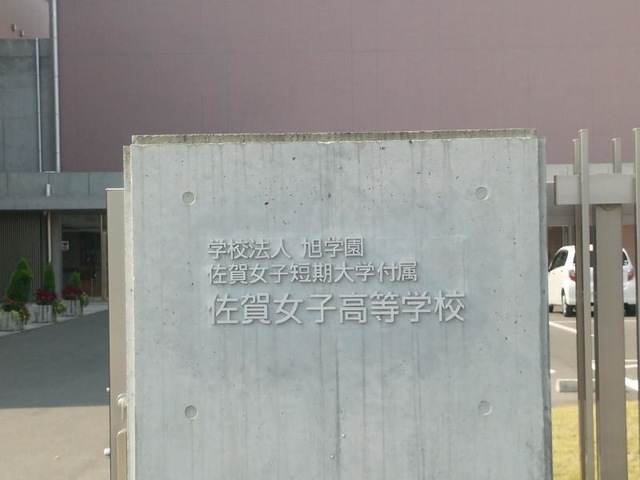 学校法人 旭学園
佐賀女子短期大学付属
佐賀女子高等学校